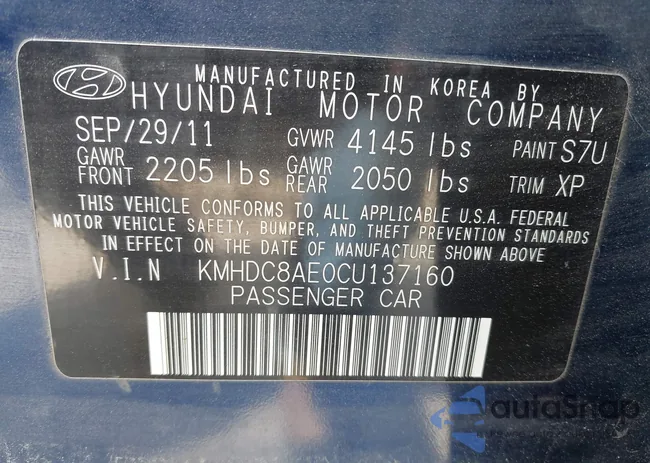 MANUFACTURED IN KOREA BY
HYUNDAI MOTOR COMPANY
SEP/29/11 GVWR 4145 lbs PAINT S7U
GAWR FRONT 2205 lbs GAWR REAR 2050 lbs TRIM XP
THIS VEHICLE CONFORMS TO ALL APPLICABLE U.S.A. FEDERAL
MOTOR VEHICLE SAFETY, BUMPER, AND THEFT PREVENTION STANDARDS
IN EFFECT ON THE DATE OF MANUFACTURE SHOWN ABOVE
V.I.N KMHDC8AE0CU137160
PASSENGER CAR
autaSnap